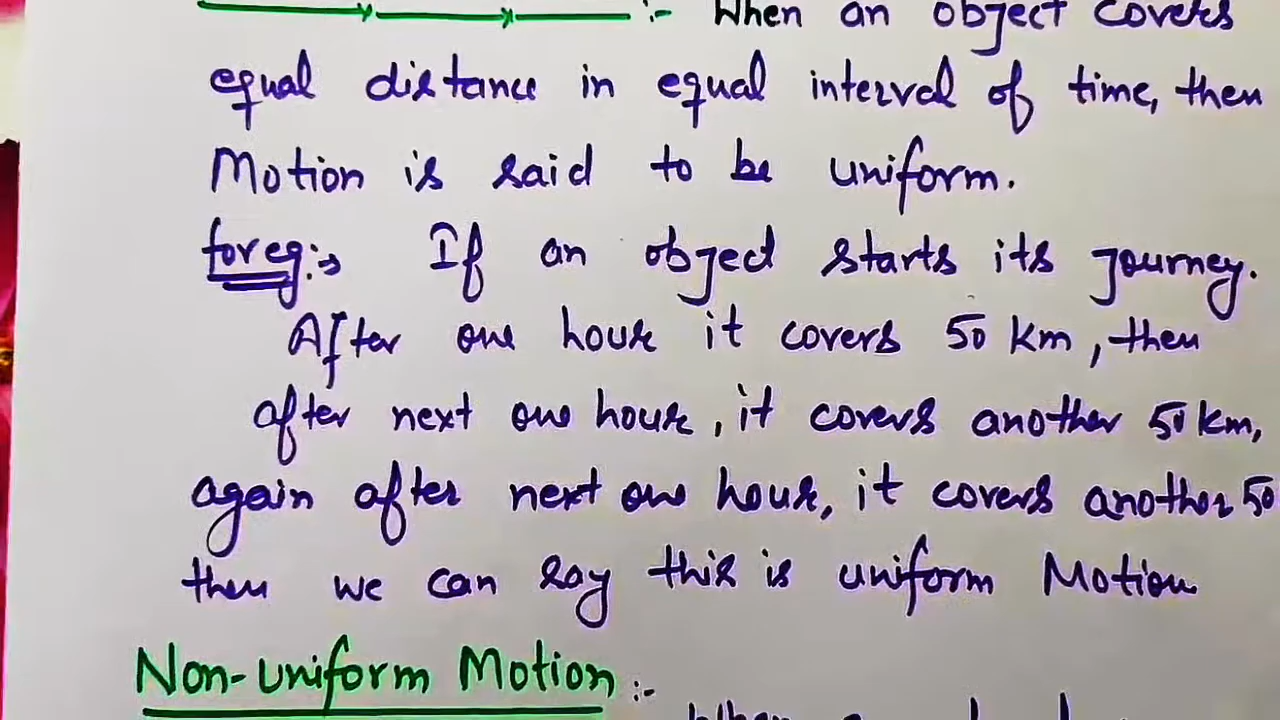 :- When an object covers
equal distance in equal interval of time, then
Motion is said to be uniform.
for eg:→ If an object starts its journey.
After one hour it covers 50 km, then
after next one hour, it covers another 50 km,
again after next one hour, it covers another 50
then we can say this is uniform Motion
Non-uniform Motion :-
When